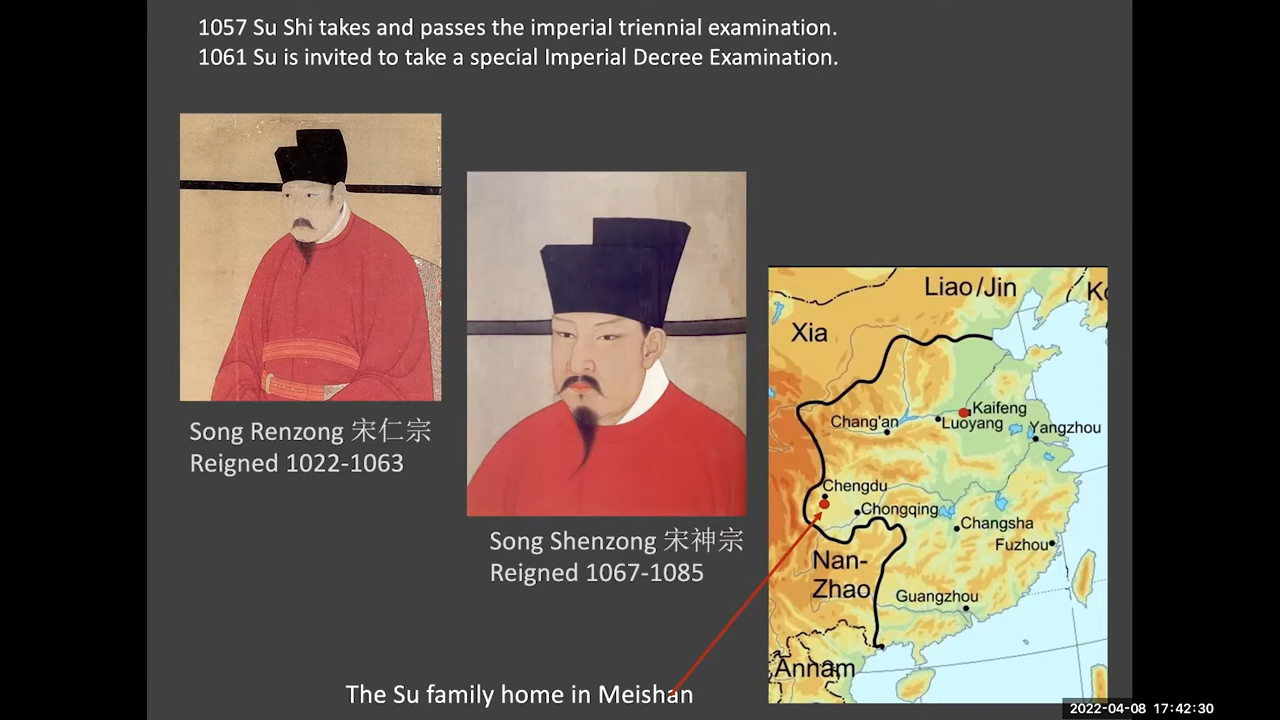 1057 Su Shi takes and passes the imperial triennial examination.
1061 Su is invited to take a special Imperial Decree Examination.
Song Renzong 宋仁宗
Reigned 1022-1063
Song Shenzong 宋神宗
Reigned 1067-1085
Liao/Jin
Xia
Kaifeng
Chang'an
Luoyang
Yangzhou
Chengdu
Chongqing
Changsha
Fuzhou
Nan-
Zhao
Guangzhou
Annam
The Su family home in Meishan
2022-04-08 17:42:30